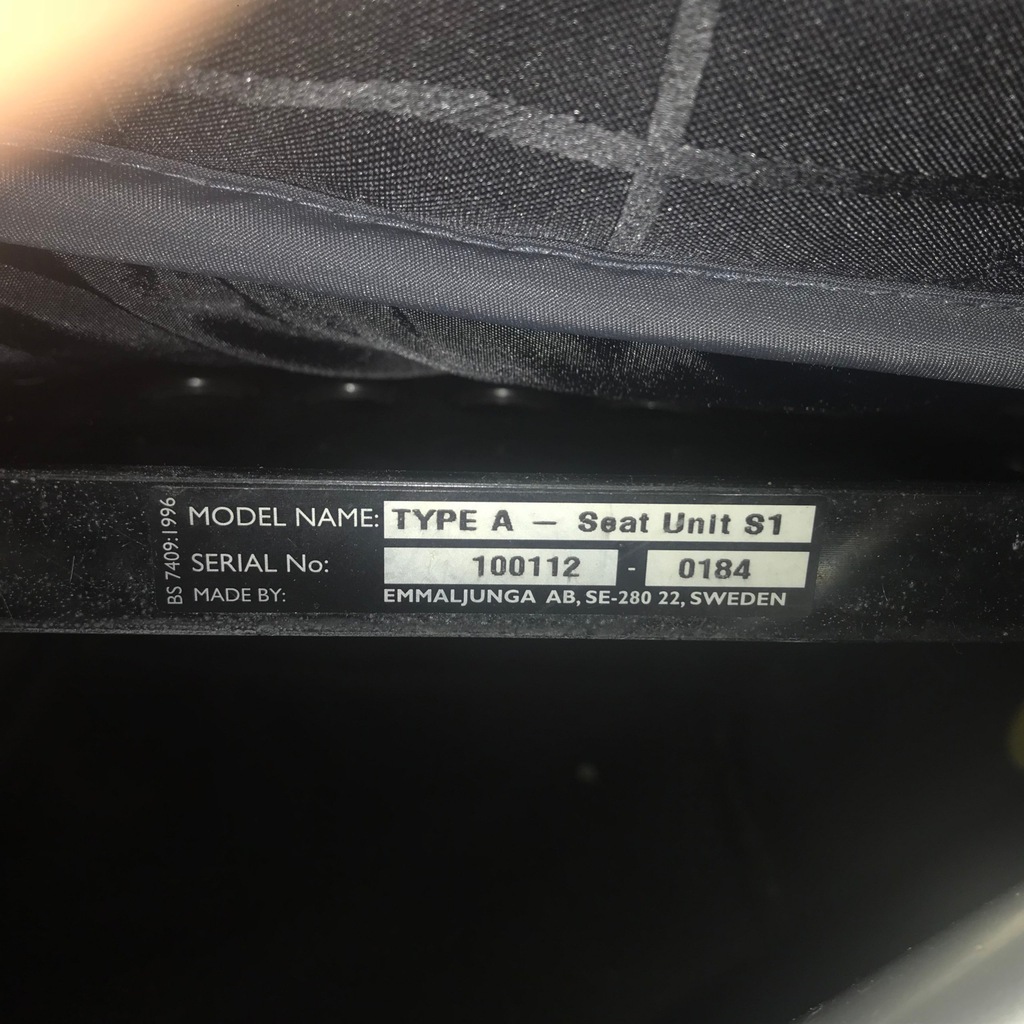 BS 7409:1996
MODEL NAME: TYPE A – Seat Unit S1
SERIAL No: 100112 - 0184
MADE BY: EMMALJUNGA AB, SE-280 22, SWEDEN